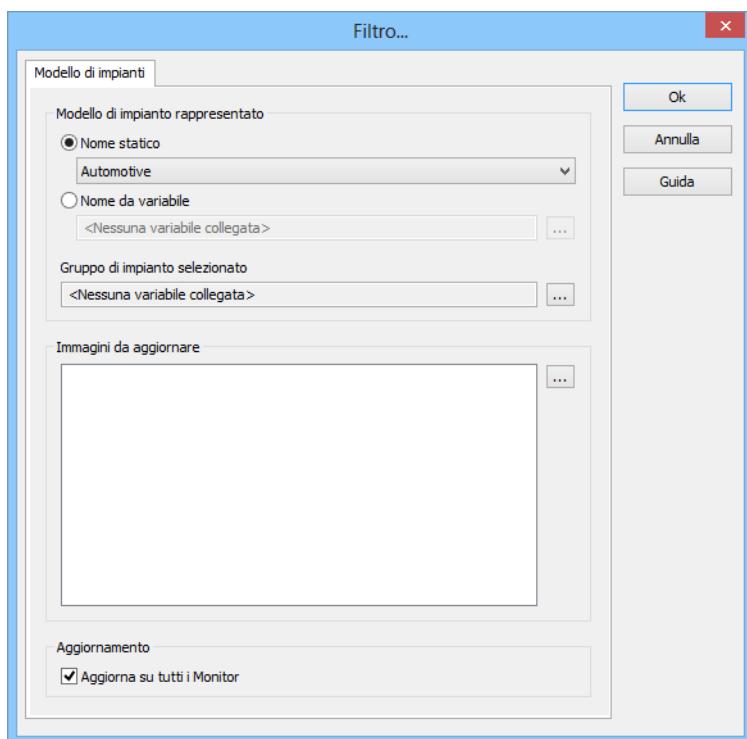 Filtro...
Modello di impianti
Modello di impianto rappresentato
Nome statico
Automotive
Nome da variabile
<Nessuna variabile collegata>
...
Gruppo di impianto selezionato
<Nessuna variabile collegata>
...
Immagini da aggiornare
...
Aggiornamento
Aggiorna su tutti i Monitor
Ok
Annulla
Guida